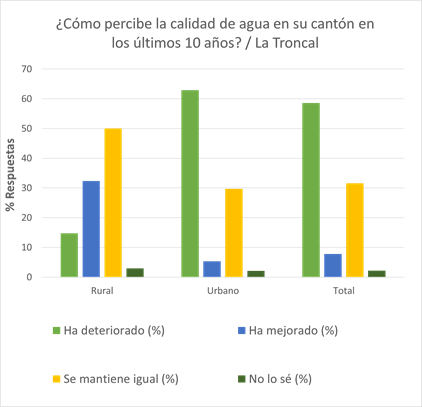 ¿Cómo percibe la calidad de agua en su cantón en
los últimos 10 años? / La Troncal
% Respuestas
70
60
50
40
30
20
10
0
Rural
Urbano
Total
Ha deteriorado (%)
Ha mejorado (%)
Se mantiene igual (%)
No lo sé (%)